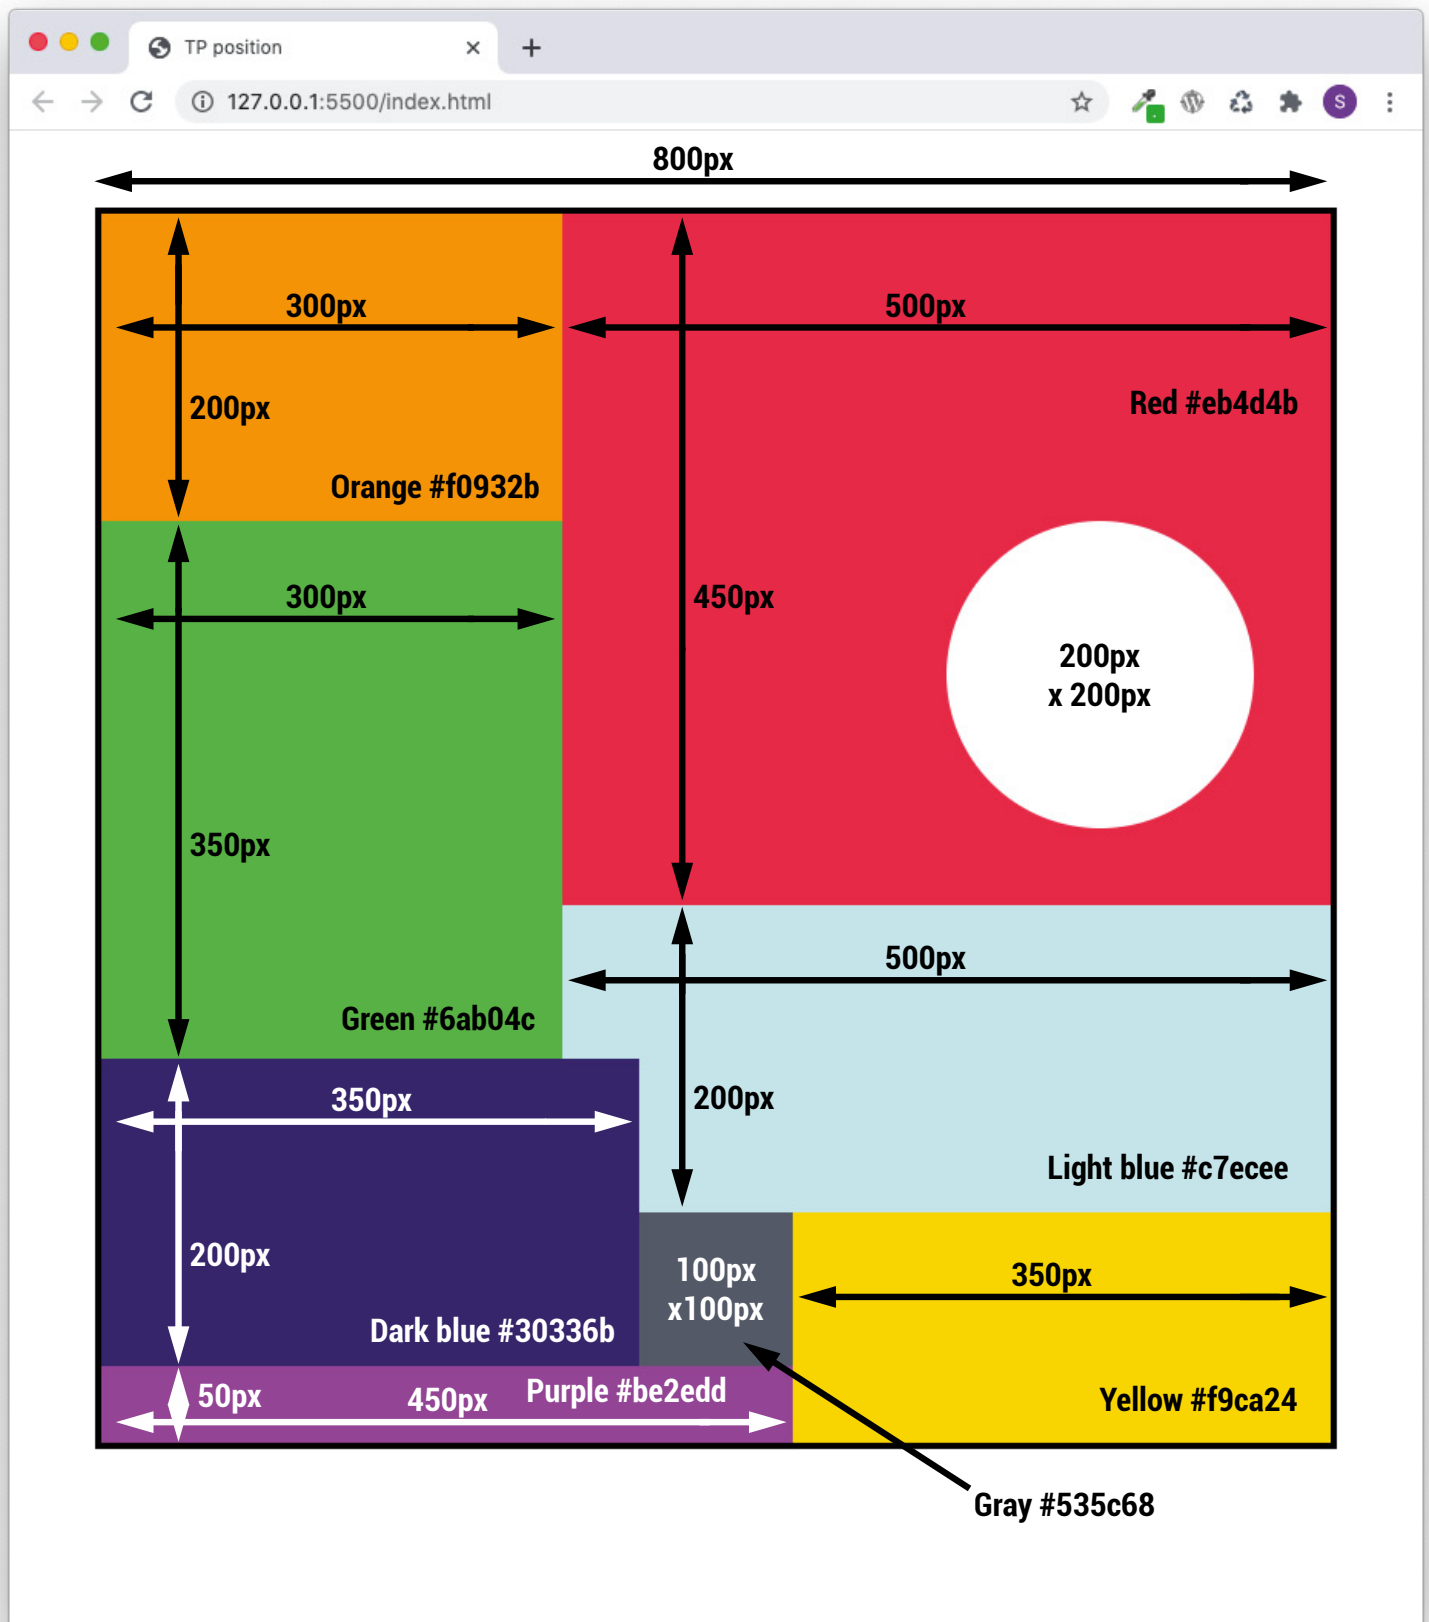 TP position
127.0.0.1:5500/index.html
S
800px
300px
500px
200px
Red #eb4d4b
Orange #f0932b
300px
450px
200px
x 200px
350px
500px
Green #6ab04c
350px
200px
Light blue #c7ecee
200px
100px
x100px
350px
Dark blue #30336b
50px
450px
Purple #be2edd
Yellow #f9ca24
Gray #535c68